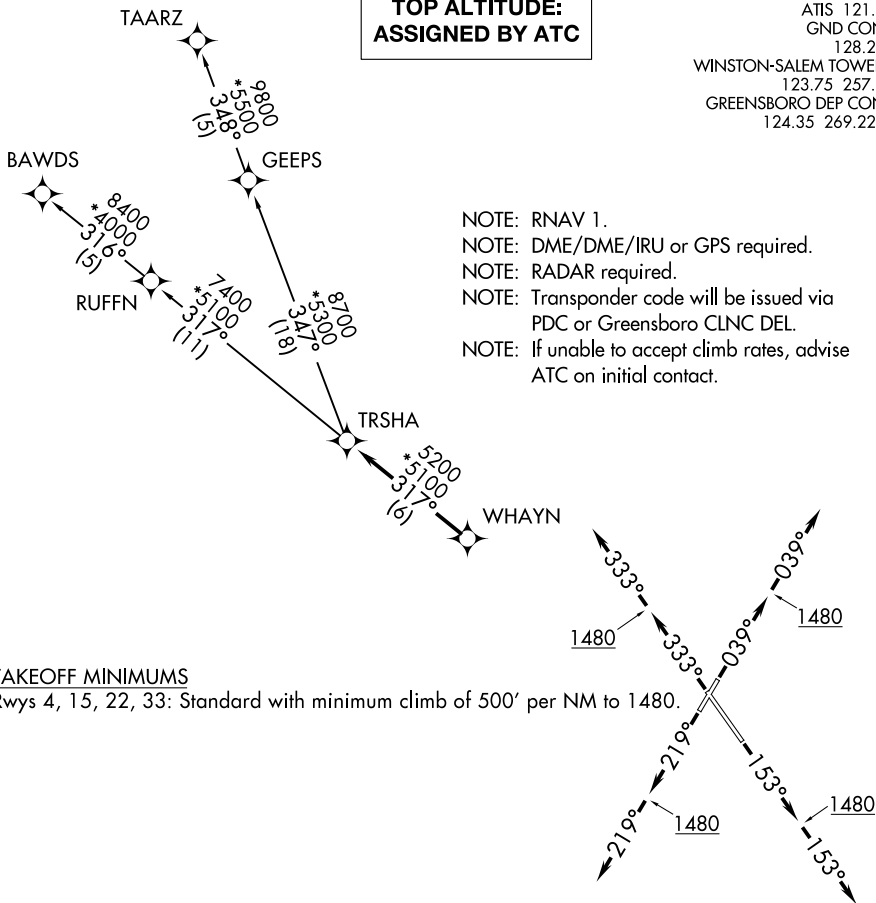 TOP ALTITUDE:
ASSIGNED BY ATC
ATIS 121.
GND CON
128.2
WINSTON-SALEM TOWE
123.75 257.
GREENSBORO DEP CON
124.35 269.22
TAARZ
9800
*5500
348°
(5)
GEEPS
BAWDS
8400
*4000
316°
(5)
RUFFN
7400
*5100
317°
(11)
8700
*5300
347°
(18)
TRSHA
5200
*5100
317°
(6)
WHAYN
NOTE: RNAV 1.
NOTE: DME/DME/IRU or GPS required.
NOTE: RADAR required.
NOTE: Transponder code will be issued via
PDC or Greensboro CLNC DEL.
NOTE: If unable to accept climb rates, advise
ATC on initial contact.
333°
039°
1480
1480
333°
039°
TAKEOFF MINIMUMS
Rwys 4, 15, 22, 33: Standard with minimum climb of 500' per NM to 1480.
219°
153°
1480
1480
219°
153°